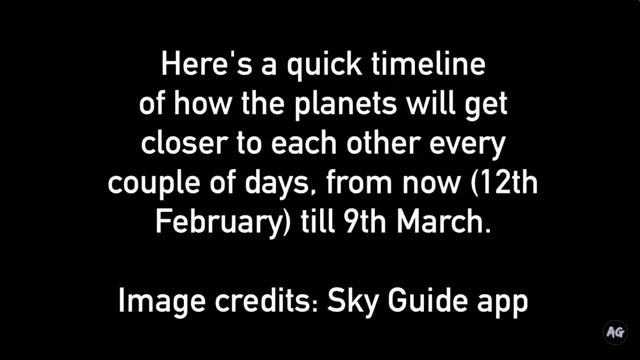 Here's a quick timeline
of how the planets will get
closer to each other every
couple of days, from now (12th
February) till 9th March.
Image credits: Sky Guide app
AG